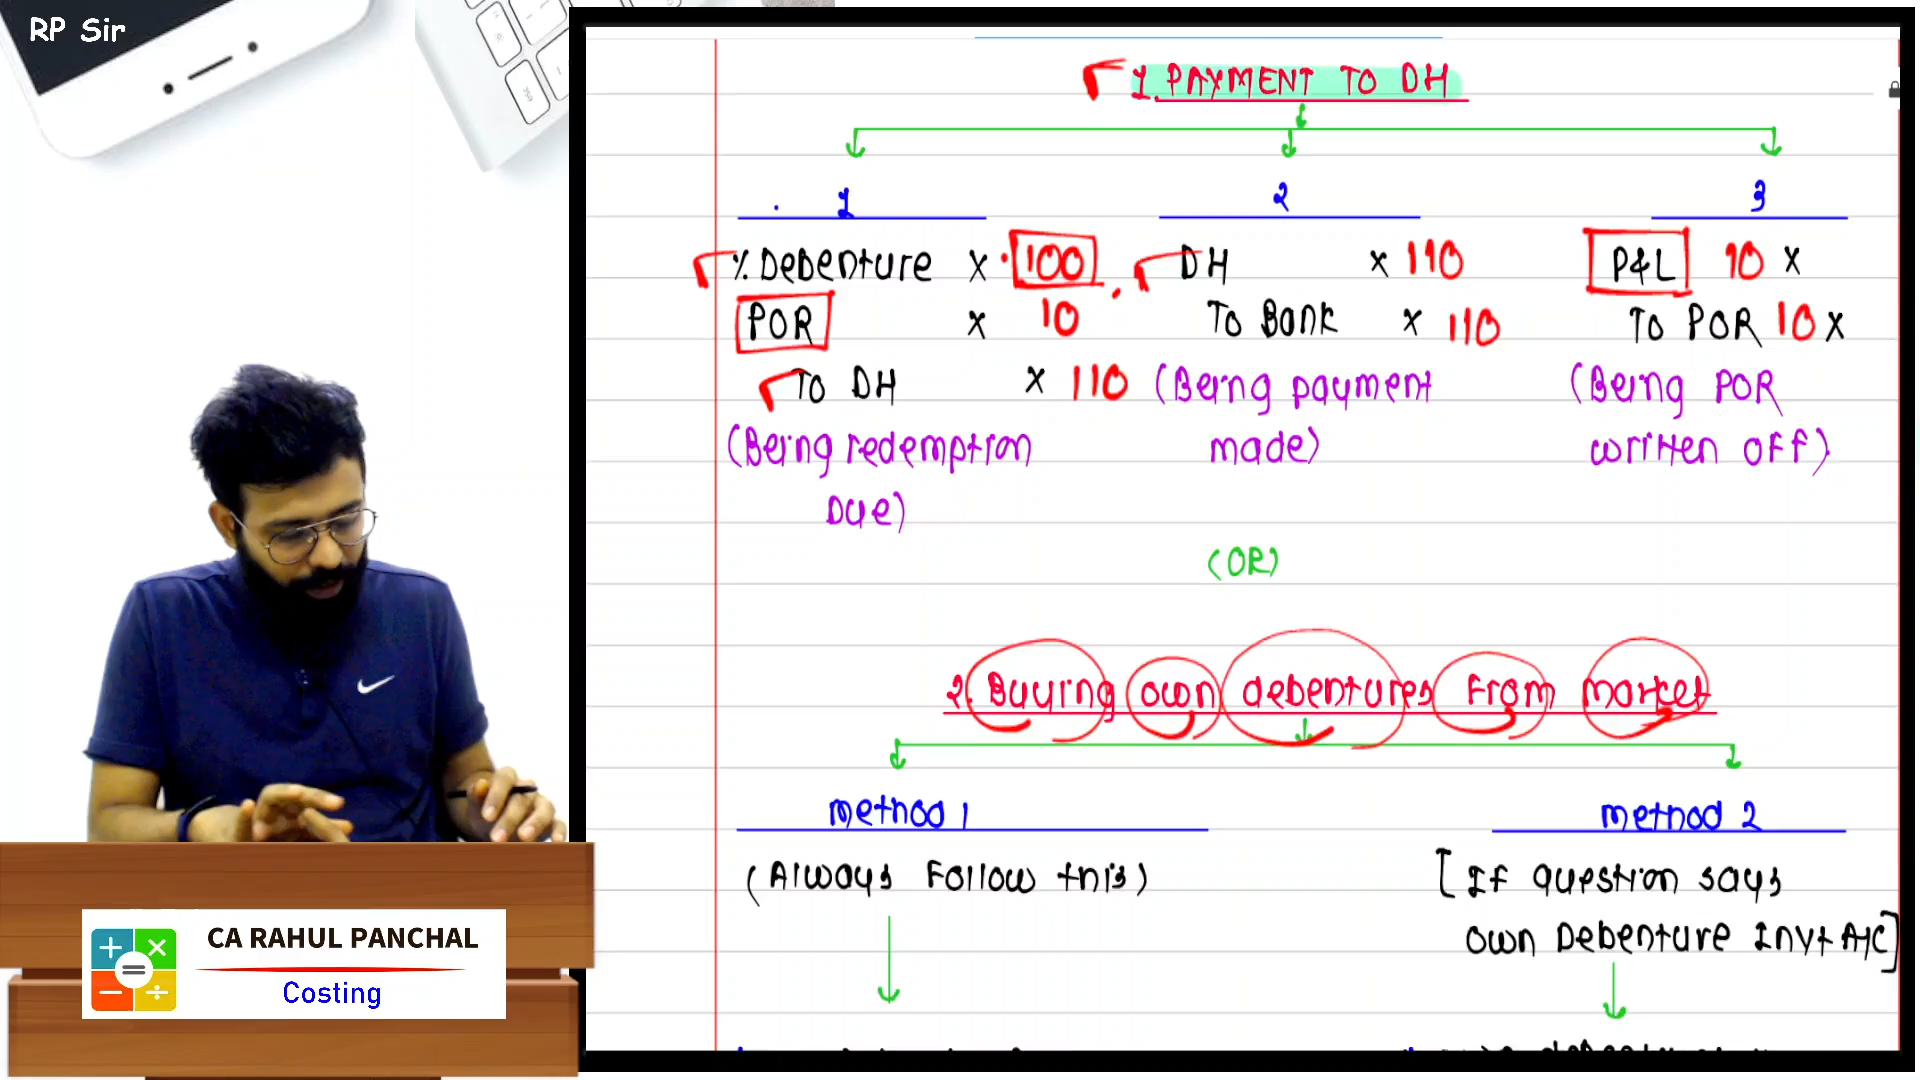 RP Sir
1. PAYMENT TO DH
1
2
3
% Debenture x 100
DH x 110
P&L 10 x
POR x 10
To Bank x 110
To POR 10 x
To DH x 110
(Being payment
(Being POR
(Being redemption
made)
written off)
Due)
(OR)
2. Buying own debentures from market
Method 1
Method 2
(Always Follow this)
[If question says
own Debenture Invt A/C]
CA RAHUL PANCHAL
Costing